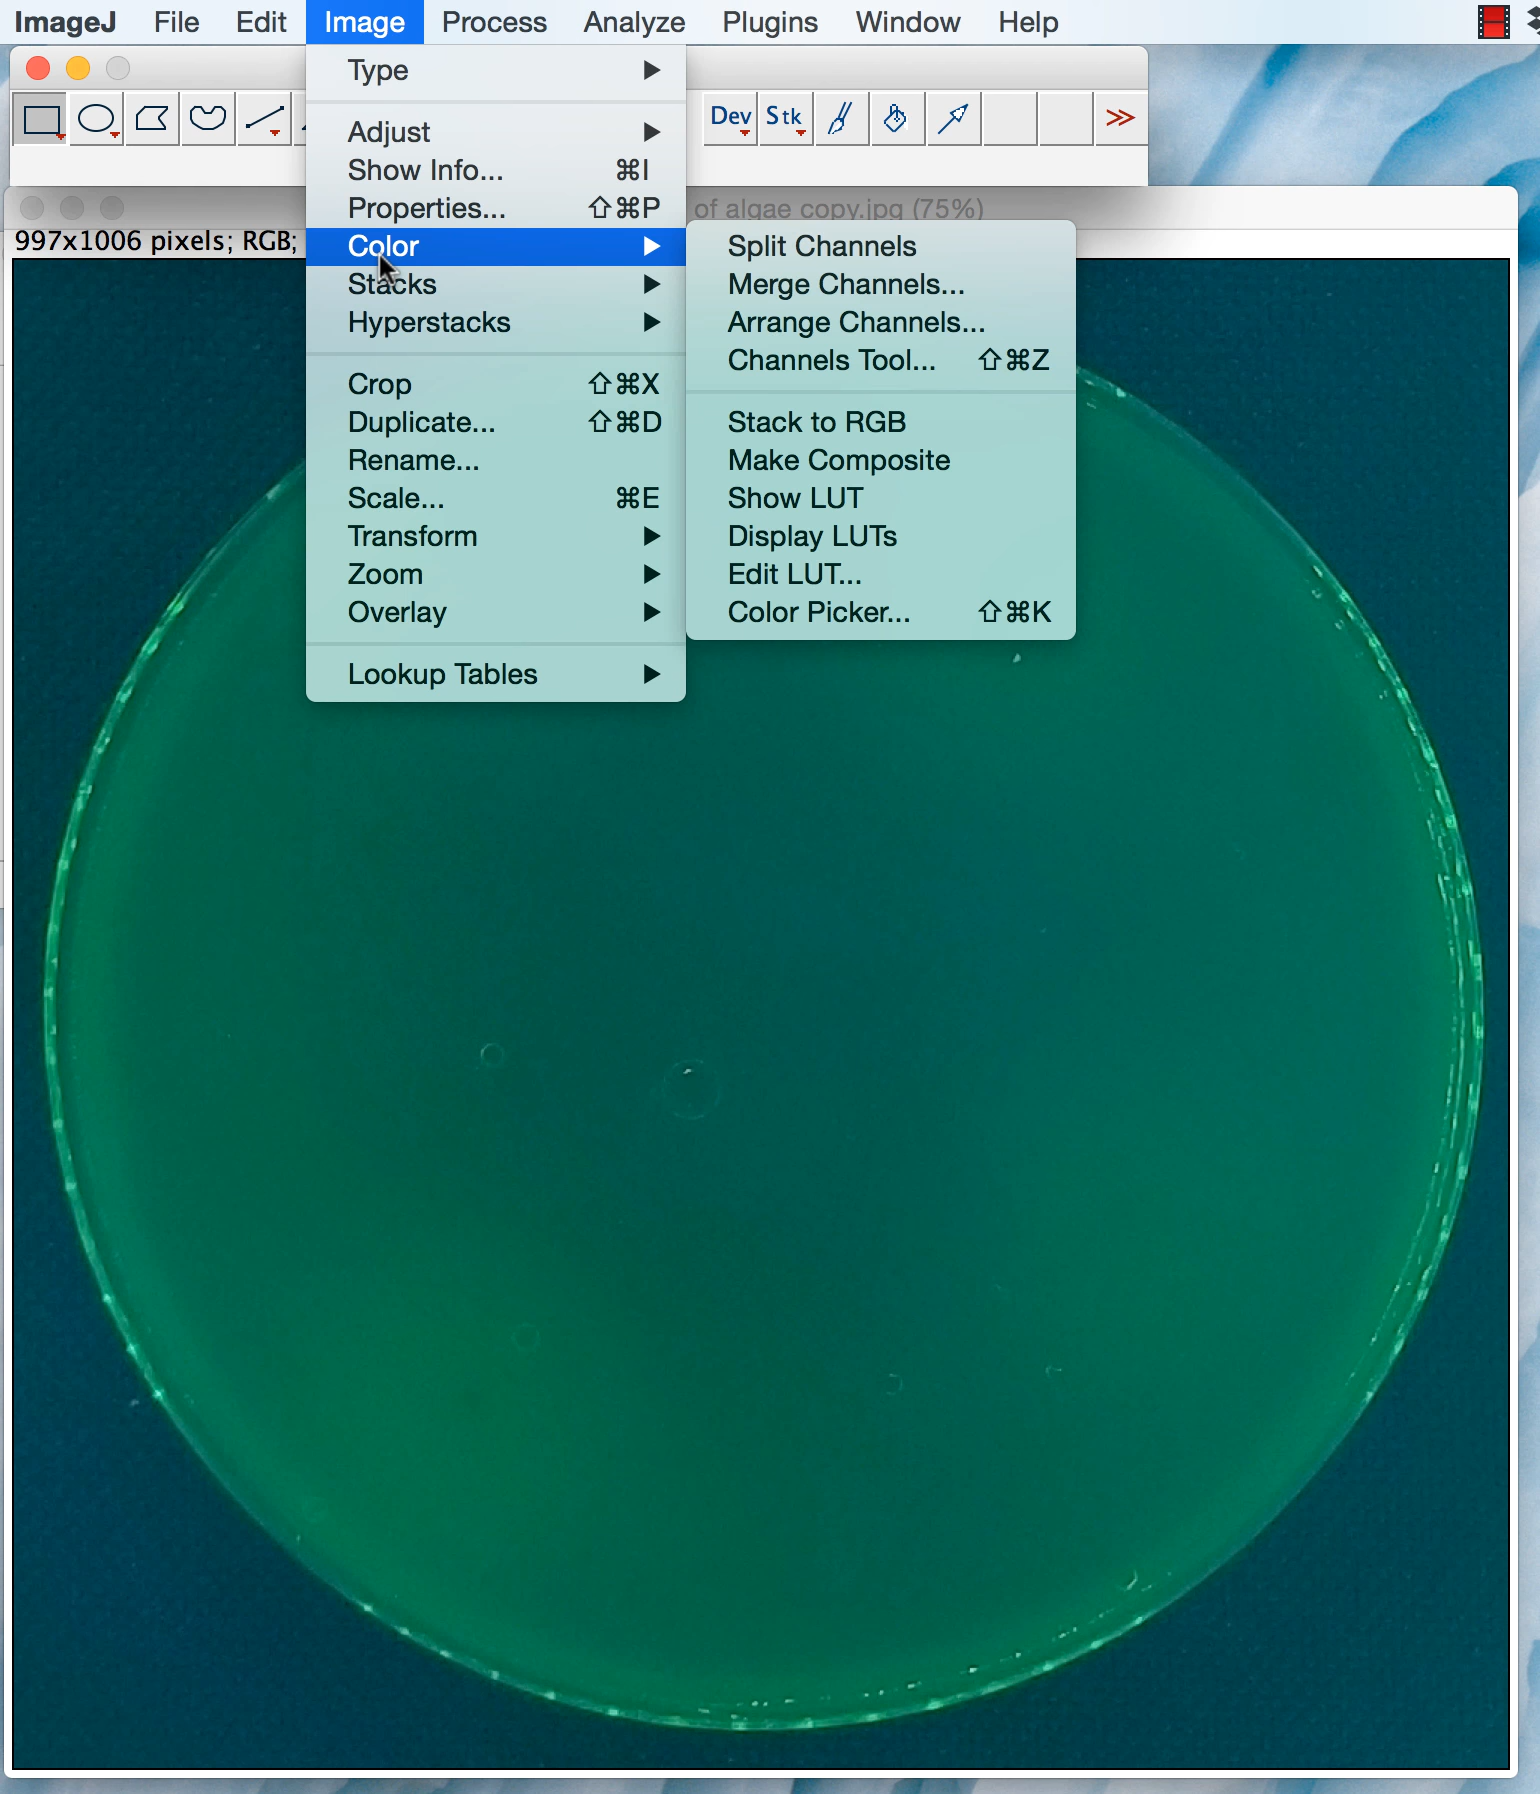 ImageJ File Edit Image Process Analyze Plugins Window Help
Type
Dev Stk
Adjust
Show Info... ⌘I
Properties... ⇧⌘P
of algae copy.jpg (75%)
997x1006 pixels; RGB;
Color
Stacks
Hyperstacks
Crop ⇧⌘X
Duplicate... ⇧⌘D
Rename...
Scale... ⌘E
Transform
Zoom
Overlay
Lookup Tables
Split Channels
Merge Channels...
Arrange Channels...
Channels Tool... ⇧⌘Z
Stack to RGB
Make Composite
Show LUT
Display LUTs
Edit LUT...
Color Picker... ⇧⌘K